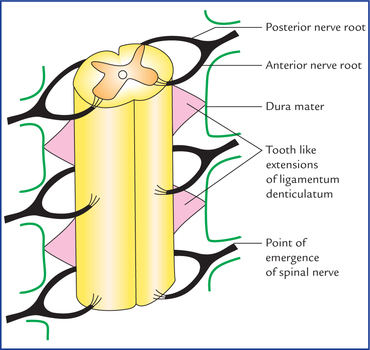 Posterior nerve root
Anterior nerve root
Dura mater
Tooth like
extensions
of ligamentum
denticulatum
Point of
emergence
of spinal nerve